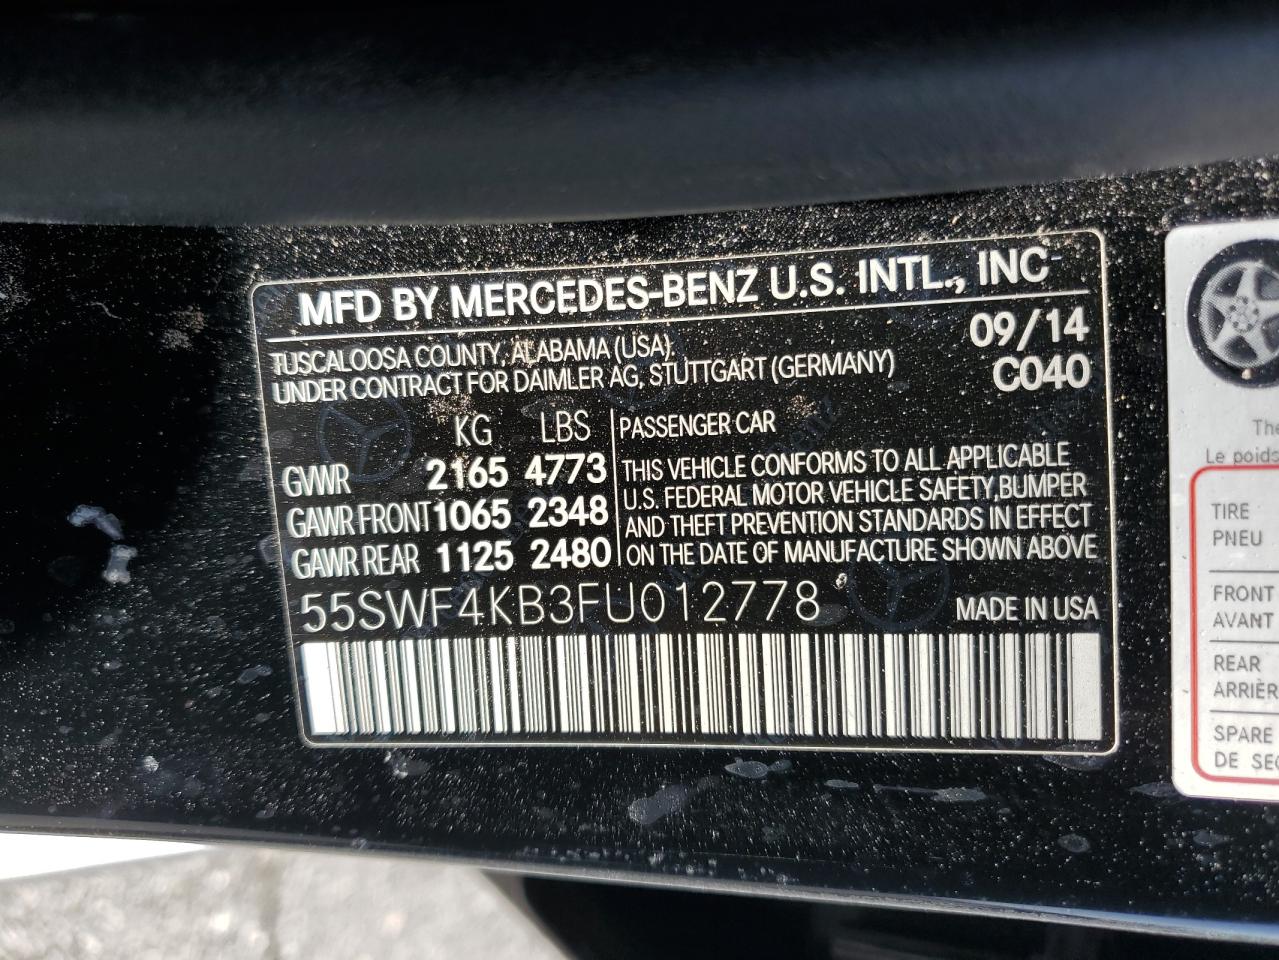 MFD BY MERCEDES-BENZ U.S. INTL., INC
09/14
TUSCALOOSA COUNTY, ALABAMA (USA).
UNDER CONTRACT FOR DAIMLER AG, STUTTGART (GERMANY)
C040
KG LBS
GVWR 2165 4773
GAWR FRONT 1065 2348
GAWR REAR 1125 2480
PASSENGER CAR
THIS VEHICLE CONFORMS TO ALL APPLICABLE
U.S. FEDERAL MOTOR VEHICLE SAFETY,BUMPER
AND THEFT PREVENTION STANDARDS IN EFFECT
ON THE DATE OF MANUFACTURE SHOWN ABOVE
55SWF4KB3FU012778
MADE IN USA
The
Le poids
TIRE
PNEU
FRONT
AVANT
REAR
ARRIÈR
SPARE
DE SEC